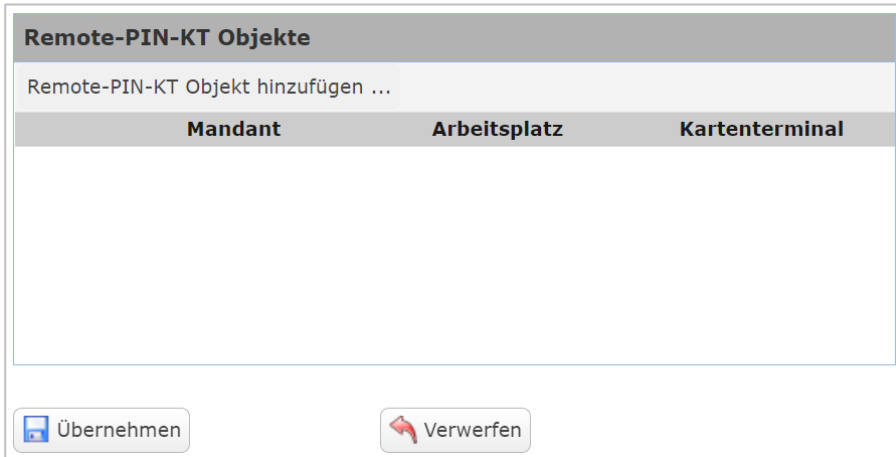 Remote-PIN-KT Objekte
Remote-PIN-KT Objekt hinzufügen ...
Mandant Arbeitsplatz Kartenterminal
Übernehmen Verwerfen